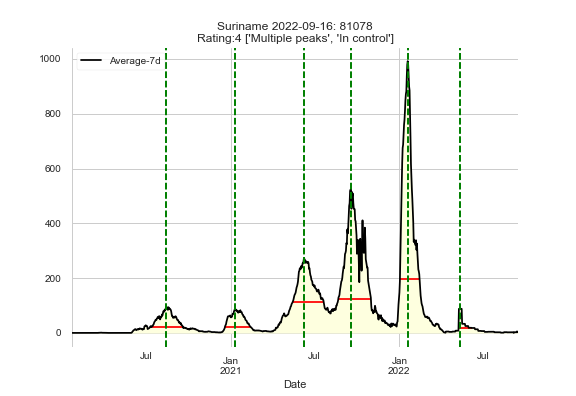 Suriname 2022-09-16: 81078
Rating:4 ['Multiple peaks', 'In control']
1000
Average-7d
800
600
400
200
0
Jul
Jan
2021
Jul
Jan
2022
Jul
Date